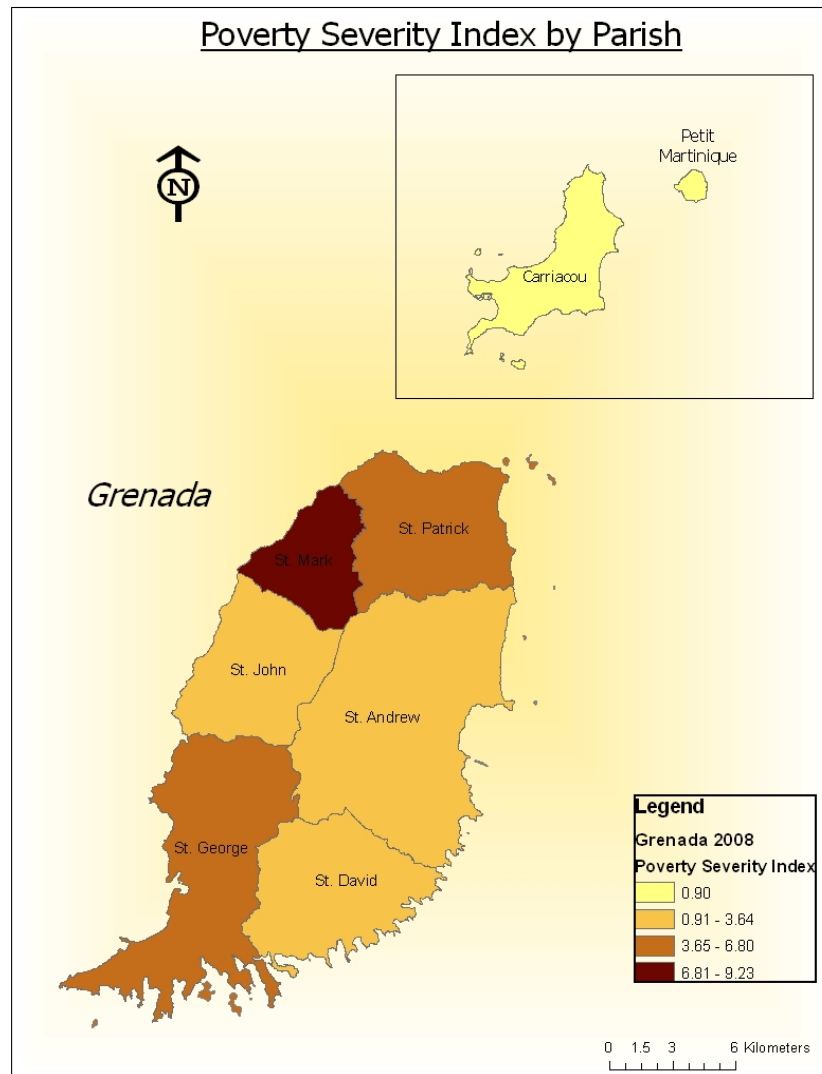 Poverty Severity Index by Parish
N
Petit
Martinique
Carriacou
Grenada
St. Patrick
St. Mark
St. John
St. Andrew
St. George
St. David
Legend
Grenada 2008
Poverty Severity Index
0.90
0.91 - 3.64
3.65 - 6.80
6.81 - 9.23
0 1.5 3 6 Kilometers